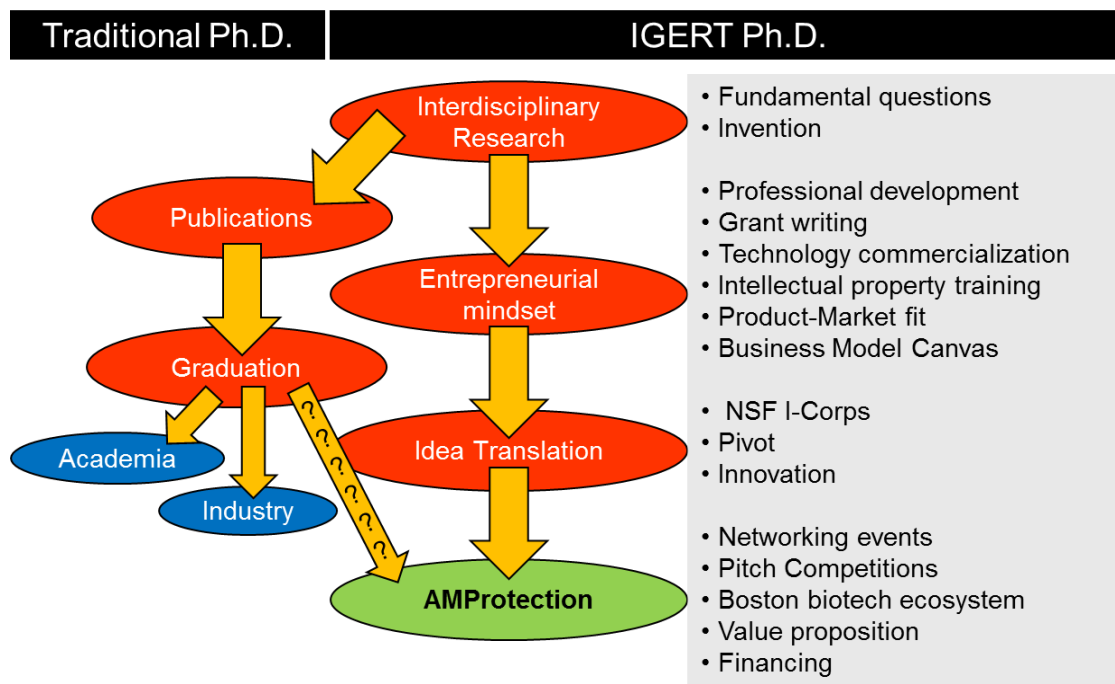 Traditional Ph.D.
IGERT Ph.D.
Interdisciplinary
Research
Publications
Entrepreneurial
mindset
Graduation
Idea Translation
Academia
Industry
? ? ? ? ? ?
AMProtection
• Fundamental questions
• Invention
• Professional development
• Grant writing
• Technology commercialization
• Intellectual property training
• Product-Market fit
• Business Model Canvas
• NSF I-Corps
• Pivot
• Innovation
• Networking events
• Pitch Competitions
• Boston biotech ecosystem
• Value proposition
• Financing